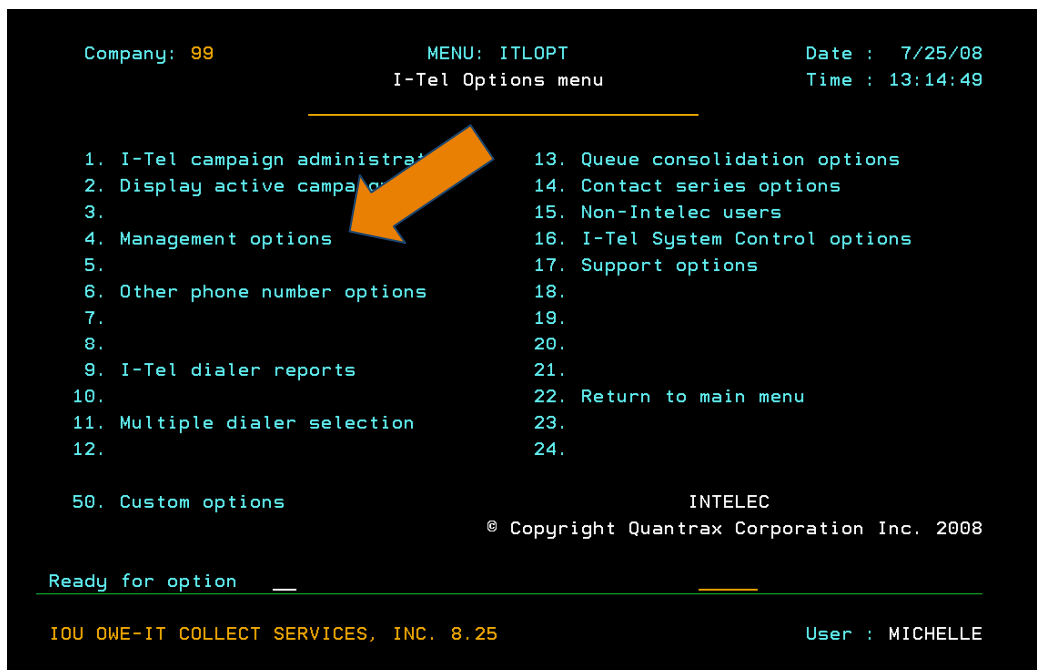 Company: 99 MENU: ITLOPT Date : 7/25/08
I-Tel Options menu Time : 13:14:49
1. I-Tel campaign 13. Queue consolidation options
2. Display active 14. Contact series options
3. 15. Non-Intelec users
4. Management options 16. I-Tel System Control options
5. 17. Support options
6. Other phone number options 18.
7. 19.
8. 20.
9. I-Tel dialer reports 21.
10. 22. Return to main menu
11. Multiple dialer selection 23.
12. 24.
50. Custom options INTELEC
© Copyright Quantrax Corporation Inc. 2008
Ready for option
IOU OWE-IT COLLECT SERVICES, INC. 8.25 User : MICHELLE